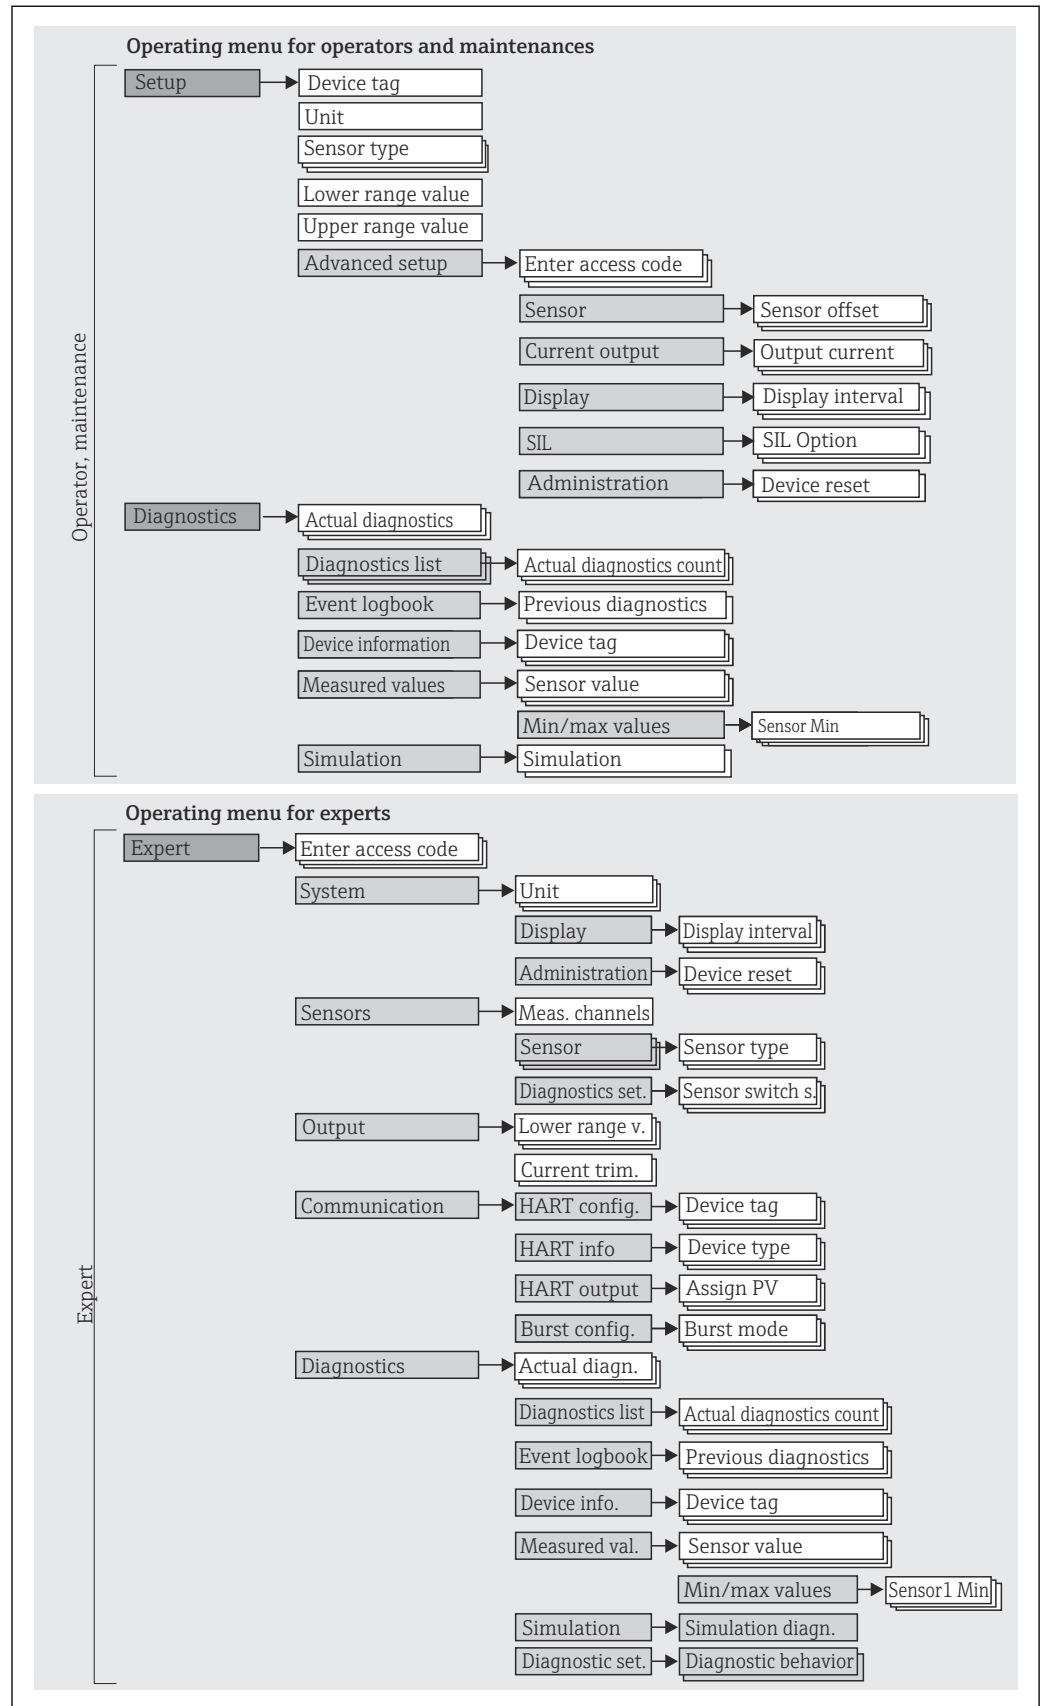 Operating menu for operators and maintenances
Operator, maintenance
Setup
Device tag
Unit
Sensor type
Lower range value
Upper range value
Advanced setup
Enter access code
Sensor
Sensor offset
Current output
Output current
Display
Display interval
SIL
SIL Option
Administration
Device reset
Diagnostics
Actual diagnostics
Diagnostics list
Actual diagnostics count
Event logbook
Previous diagnostics
Device information
Device tag
Measured values
Sensor value
Min/max values
Sensor Min
Simulation
Simulation
Operating menu for experts
Expert
Expert
Enter access code
System
Unit
Display
Display interval
Administration
Device reset
Sensors
Meas. channels
Sensor
Sensor type
Diagnostics set.
Sensor switch s.
Output
Lower range v.
Current trim.
Communication
HART config.
Device tag
HART info
Device type
HART output
Assign PV
Burst config.
Burst mode
Diagnostics
Actual diagn.
Diagnostics list
Actual diagnostics count
Event logbook
Previous diagnostics
Device info.
Device tag
Measured val.
Sensor value
Min/max values
Sensor1 Min
Simulation
Simulation diagn.
Diagnostic set.
Diagnostic behavior